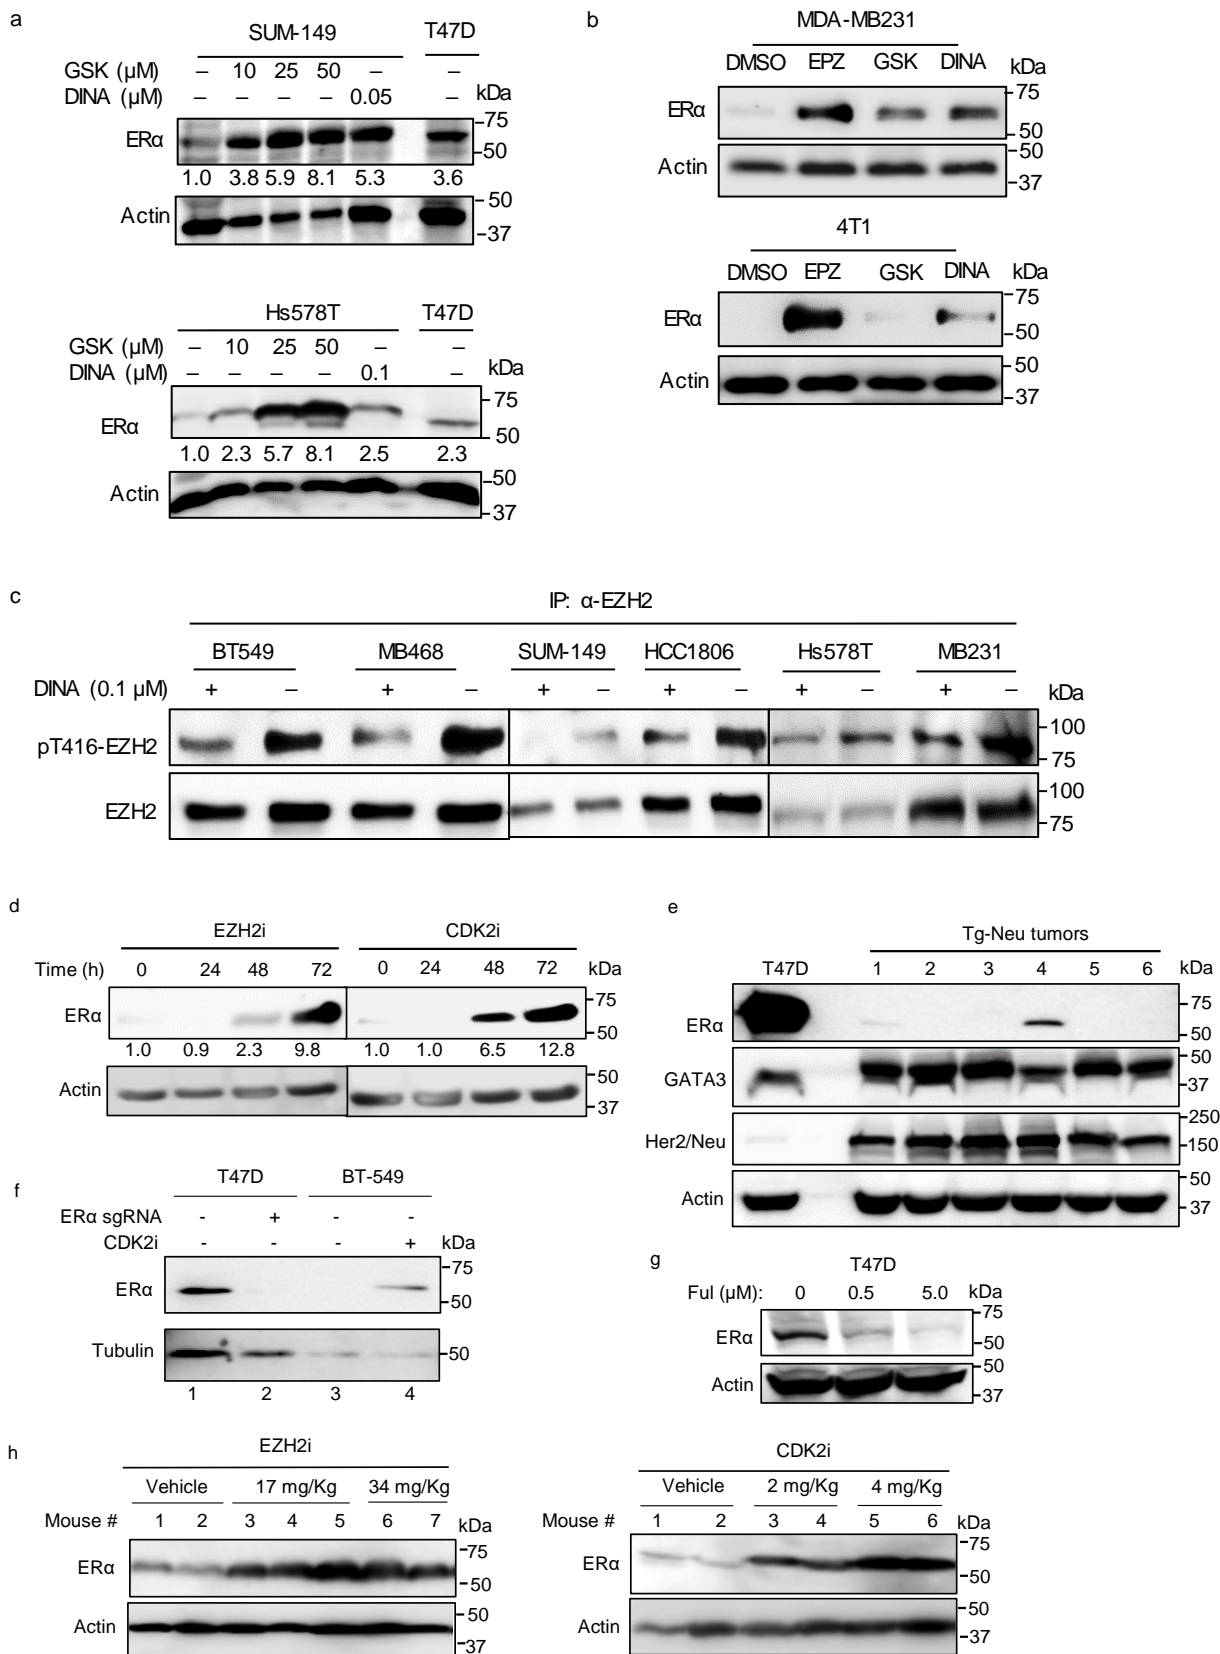 a
SUM-149 T47D
GSK (µM) – 10 25 50 – –
DINA (µM) – – – – 0.05 –
kDa
ERα
75
50
1.0 3.8 5.9 8.1 5.3 3.6
Actin
50
37
Hs578T T47D
GSK (µM) – 10 25 50 – –
DINA (µM) – – – – 0.1 –
kDa
ERα
75
50
1.0 2.3 5.7 8.1 2.5 2.3
Actin
50
37
b
MDA-MB231
DMSO EPZ GSK DINA kDa
ERα
75
50
Actin
50
37
4T1
DMSO EPZ GSK DINA kDa
ERα
75
50
Actin
50
37
c
IP: α-EZH2
BT549 MB468 SUM-149 HCC1806 Hs578T MB231
DINA (0.1 µM) + – + – + – + – + – + –
kDa
pT416-EZH2
100
75
EZH2
100
75
d
EZH2i CDK2i
Time (h) 0 24 48 72 0 24 48 72 kDa
ERα
75
50
1.0 0.9 2.3 9.8 1.0 1.0 6.5 12.8
Actin
50
37
e
Tg-Neu tumors
T47D 1 2 3 4 5 6 kDa
ERα
75
50
GATA3
50
37
Her2/Neu
250
150
Actin
50
37
f
T47D BT-549
ERα sgRNA - + - -
CDK2i - - - + kDa
ERα
75
50
Tubulin
50
1 2 3 4
g
T47D
Ful (µM): 0 0.5 5.0 kDa
ERα
75
50
Actin
50
37
h
EZH2i
Vehicle 17 mg/Kg 34 mg/Kg
Mouse # 1 2 3 4 5 6 7 kDa
ERα
75
50
Actin
50
37
CDK2i
Vehicle 2 mg/Kg 4 mg/Kg
Mouse # 1 2 3 4 5 6 kDa
ERα
75
50
Actin
50
37